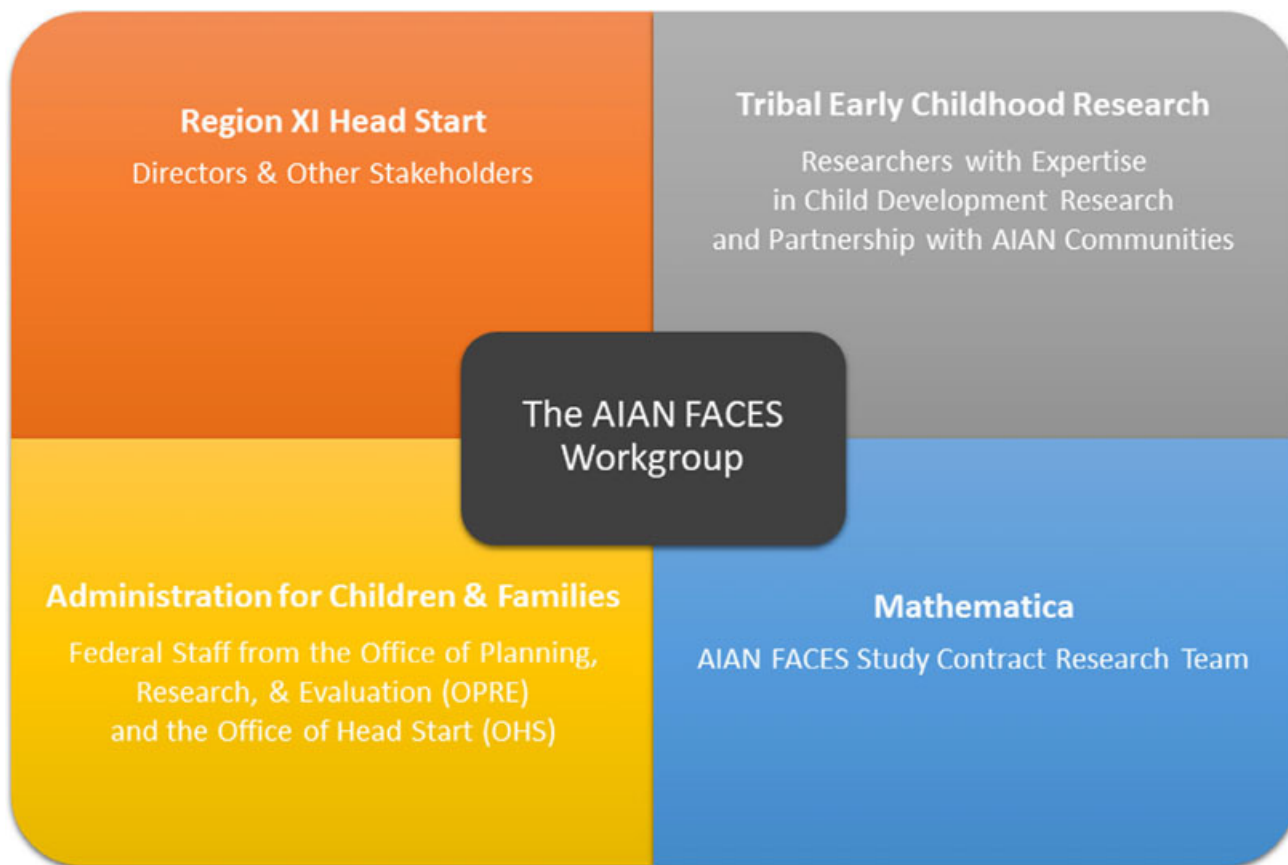 Region XI Head Start
Directors & Other Stakeholders
Tribal Early Childhood Research
Researchers with Expertise
in Child Development Research
and Partnership with AIAN Communities
The AIAN FACES
Workgroup
Administration for Children & Families
Federal Staff from the Office of Planning,
Research, & Evaluation (OPRE)
and the Office of Head Start (OHS)
Mathematica
AIAN FACES Study Contract Research Team